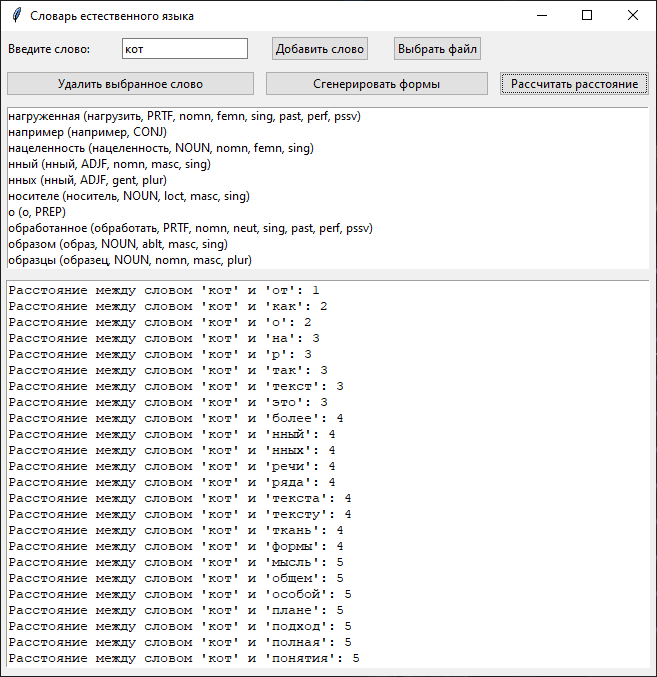 Словарь естественного языка
Введите слово: кот Добавить слово Выбрать файл
Удалить выбранное слово Сгенерировать формы Рассчитать расстояние
нагруженная (нагрузить, PRTF, nomn, femn, sing, past, perf, pssv)
например (например, CONJ)
нацеленность (нацеленность, NOUN, nomn, femn, sing)
нный (нный, ADJF, nomn, masc, sing)
нных (нный, ADJF, gent, plur)
носителе (носитель, NOUN, loct, masc, sing)
о (о, PREP)
обработанное (обработать, PRTF, nomn, neut, sing, past, perf, pssv)
образом (образ, NOUN, ablt, masc, sing)
образцы (образец, NOUN, nomn, masc, plur)
Расстояние между словом 'кот' и 'от': 1
Расстояние между словом 'кот' и 'как': 2
Расстояние между словом 'кот' и 'о': 2
Расстояние между словом 'кот' и 'на': 3
Расстояние между словом 'кот' и 'р': 3
Расстояние между словом 'кот' и 'так': 3
Расстояние между словом 'кот' и 'текст': 3
Расстояние между словом 'кот' и 'это': 3
Расстояние между словом 'кот' и 'более': 4
Расстояние между словом 'кот' и 'нный': 4
Расстояние между словом 'кот' и 'нных': 4
Расстояние между словом 'кот' и 'речи': 4
Расстояние между словом 'кот' и 'ряда': 4
Расстояние между словом 'кот' и 'текста': 4
Расстояние между словом 'кот' и 'тексту': 4
Расстояние между словом 'кот' и 'ткань': 4
Расстояние между словом 'кот' и 'формы': 4
Расстояние между словом 'кот' и 'мысль': 5
Расстояние между словом 'кот' и 'общем': 5
Расстояние между словом 'кот' и 'особой': 5
Расстояние между словом 'кот' и 'плане': 5
Расстояние между словом 'кот' и 'подход': 5
Расстояние между словом 'кот' и 'полная': 5
Расстояние между словом 'кот' и 'понятия': 5